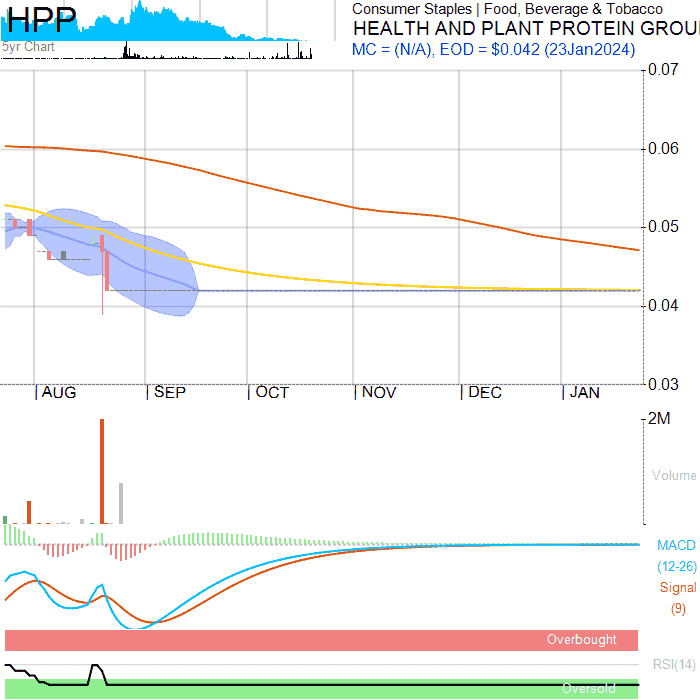 HPP
5yr Chart
Consumer Staples | Food, Beverage & Tobacco
HEALTH AND PLANT PROTEIN GROU
MC = (N/A), EOD = $0.042 (23Jan2024)
0.07
0.06
0.05
0.04
0.03
AUG
SEP
OCT
NOV
DEC
JAN
2M
Volume
MACD
(12-26)
Signal
(9)
Overbought
RSI(14)
Oversold